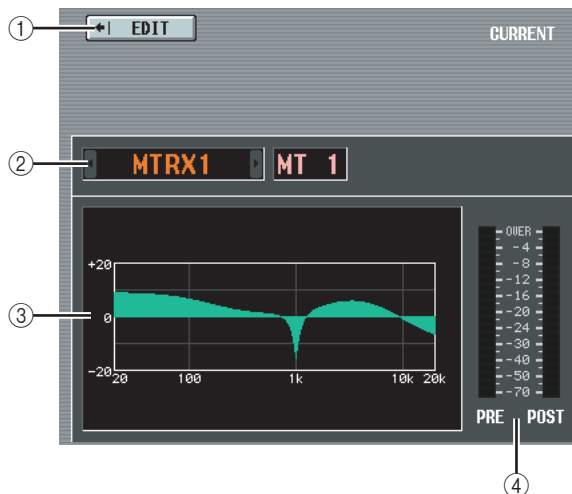 ① EDIT
CURRENT
② MTRX1 MT 1
③
+20
0
-20
20 100 1k 10k 20k
OVER
-4
-8
-12
-16
-20
-24
-30
-40
-50
-70
PRE POST
④